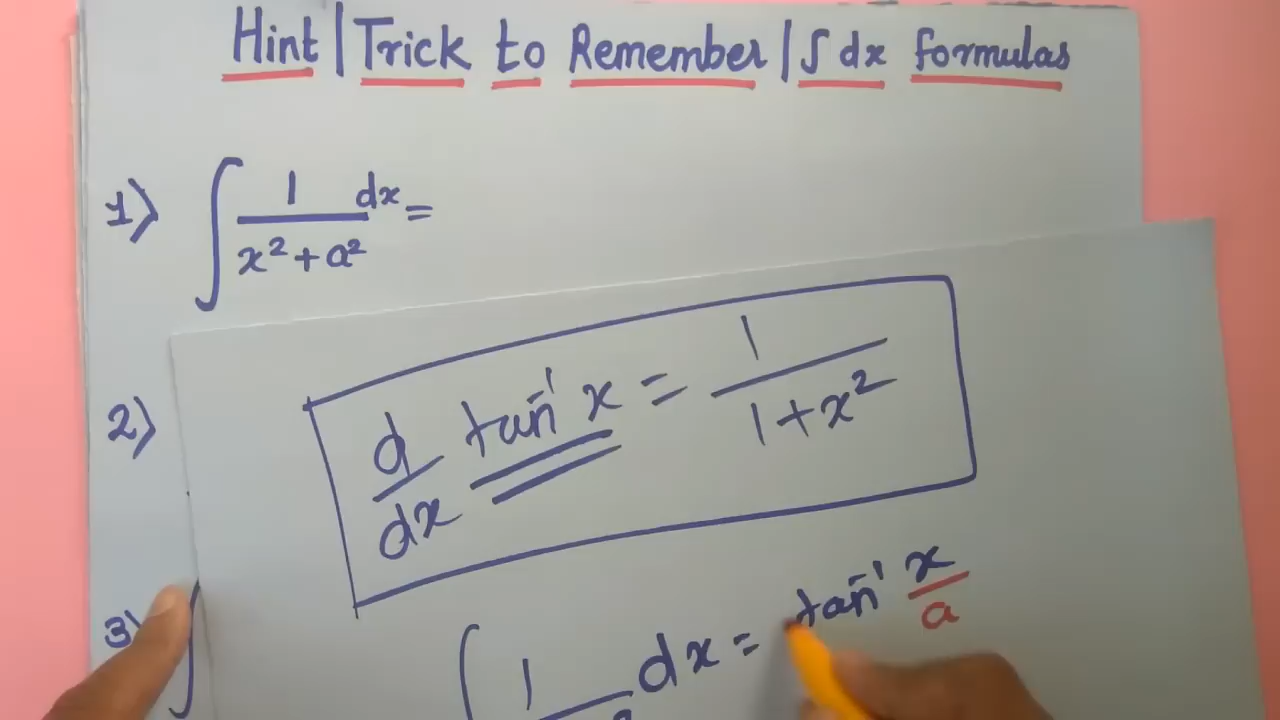 Hint | Trick to Remember | ∫ dx formulas
1) ∫ 1/(x² + a²) dx =
2)
d/dx tan⁻¹ x = 1/(1+x²)
3) ∫
∫ 1 dx = tan⁻¹ x/a